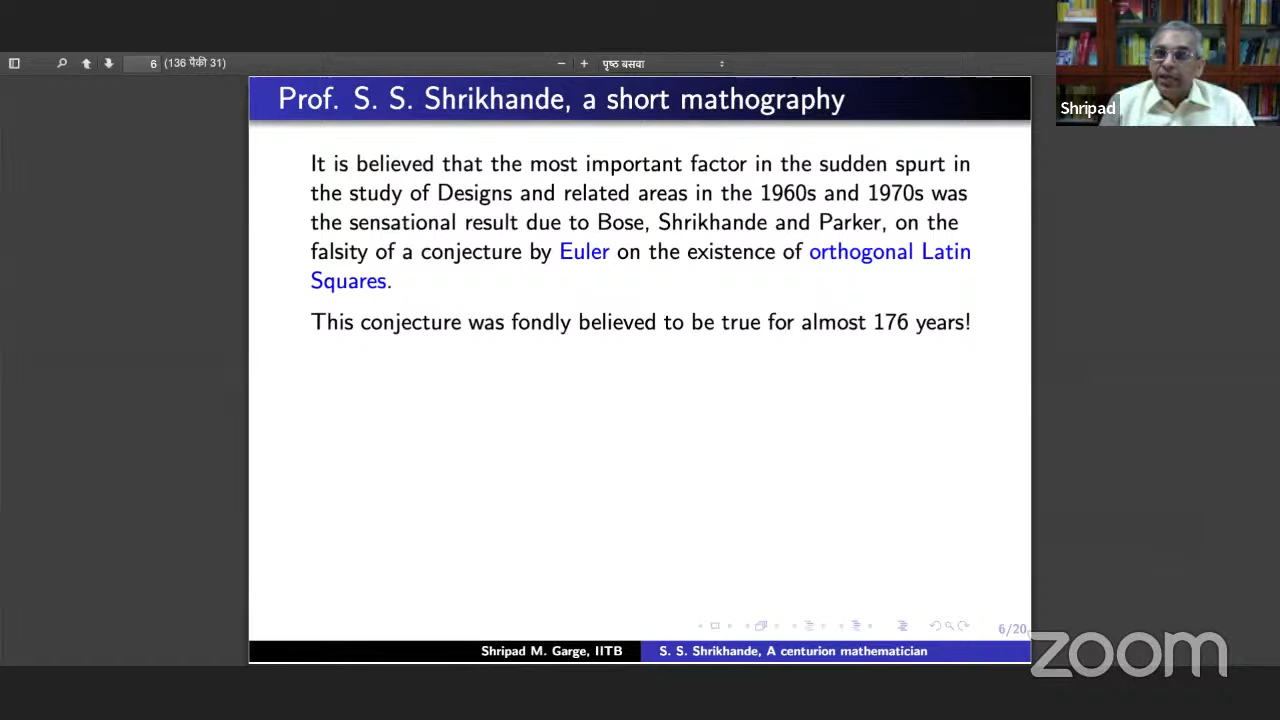 6 (136 पैकी 31)
− + पृष्ठ बसवा
Shripad
Prof. S. S. Shrikhande, a short mathography
It is believed that the most important factor in the sudden spurt in
the study of Designs and related areas in the 1960s and 1970s was
the sensational result due to Bose, Shrikhande and Parker, on the
falsity of a conjecture by Euler on the existence of orthogonal Latin
Squares.
This conjecture was fondly believed to be true for almost 176 years!
6/20
Shripad M. Garge, IITB
S. S. Shrikhande, A centurion mathematician
zoom